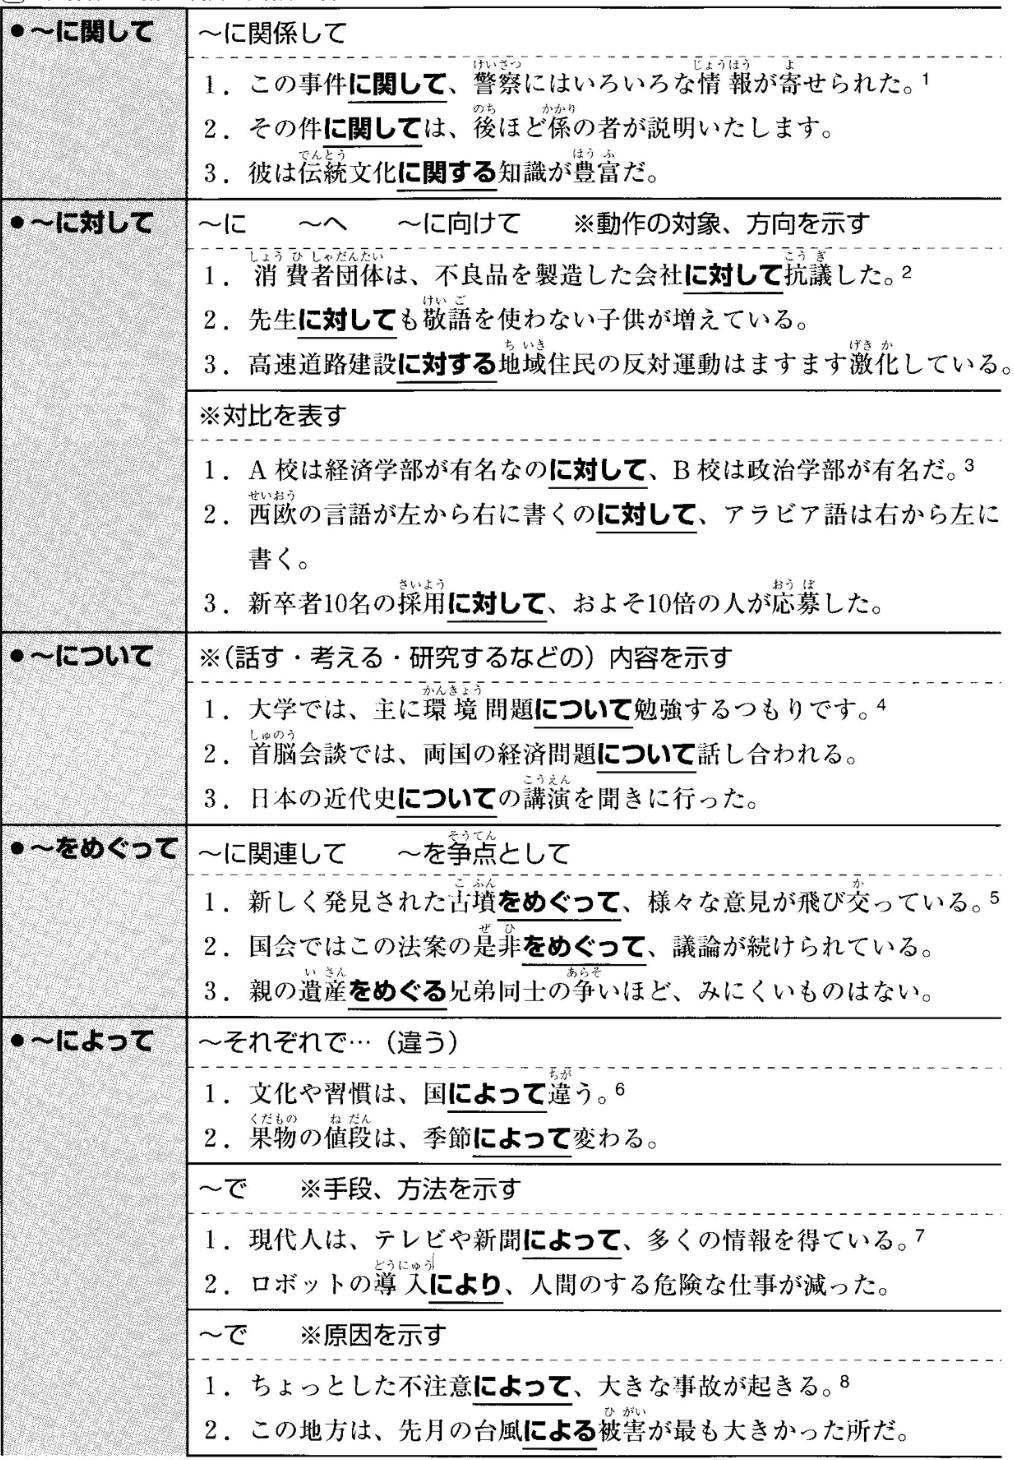 ●〜に関して　〜に関係して
1．この事件に関して、警察にはいろいろな情報が寄せられた。1
2．その件に関しては、後ほど係の者が説明いたします。
3．彼は伝統文化に関する知識が豊富だ。
●〜に対して　〜に　〜へ　〜に向けて　※動作の対象、方向を示す
1．消費者団体は、不良品を製造した会社に対して抗議した。2
2．先生に対しても敬語を使わない子供が増えている。
3．高速道路建設に対する地域住民の反対運動はますます激化している。
※対比を表す
1．A校は経済学部が有名なのに対して、B校は政治学部が有名だ。3
2．西欧の言語が左から右に書くのに対して、アラビア語は右から左に
書く。
3．新卒者10名の採用に対して、およそ10倍の人が応募した。
●〜について　※（話す・考える・研究するなどの）内容を示す
1．大学では、主に環境問題について勉強するつもりです。4
2．首脳会談では、両国の経済問題について話し合われる。
3．日本の近代史についての講演を聞きに行った。
●〜をめぐって　〜に関連して　〜を争点として
1．新しく発見された古墳をめぐって、様々な意見が飛び交っている。5
2．国会ではこの法案の是非をめぐって、議論が続けられている。
3．親の遺産をめぐる兄弟同士の争いほど、みにくいものはない。
●〜によって　〜それぞれで…（違う）
1．文化や習慣は、国によって違う。6
2．果物の値段は、季節によって変わる。
〜で　※手段、方法を示す
1．現代人は、テレビや新聞によって、多くの情報を得ている。7
2．ロボットの導入により、人間のする危険な仕事が減った。
〜で　※原因を示す
1．ちょっとした不注意によって、大きな事故が起きる。8
2．この地方は、先月の台風による被害が最も大きかった所だ。